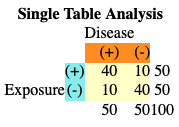 Single Table Analysis
Disease
(+) (-)
(+) 40 10 50
Exposure (-) 10 40 50
50 50 100